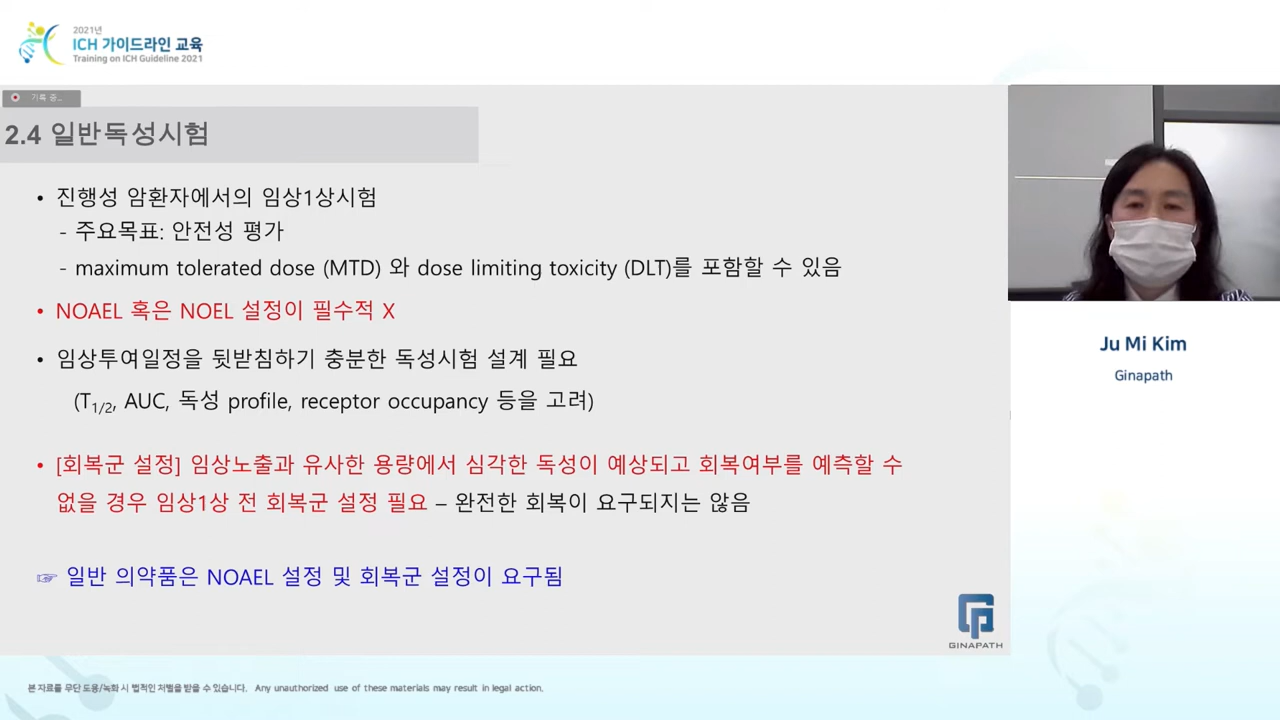 2021년
ICH 가이드라인 교육
Training on ICH Guideline 2021
기록 중...
2.4 일반독성시험
• 진행성 암환자에서의 임상1상시험
- 주요목표: 안전성 평가
- maximum tolerated dose (MTD) 와 dose limiting toxicity (DLT)를 포함할 수 있음
• NOAEL 혹은 NOEL 설정이 필수적 X
• 임상투여일정을 뒷받침하기 충분한 독성시험 설계 필요
(T1/2, AUC, 독성 profile, receptor occupancy 등을 고려)
• [회복군 설정] 임상노출과 유사한 용량에서 심각한 독성이 예상되고 회복여부를 예측할 수
없을 경우 임상1상 전 회복군 설정 필요 – 완전한 회복이 요구되지는 않음
☞ 일반 의약품은 NOAEL 설정 및 회복군 설정이 요구됨
GINAPATH
Ju Mi Kim
Ginapath
본 자료를 무단 도용/녹화 시 법적인 처벌을 받을 수 있습니다. Any unauthorized use of these materials may result in legal action.